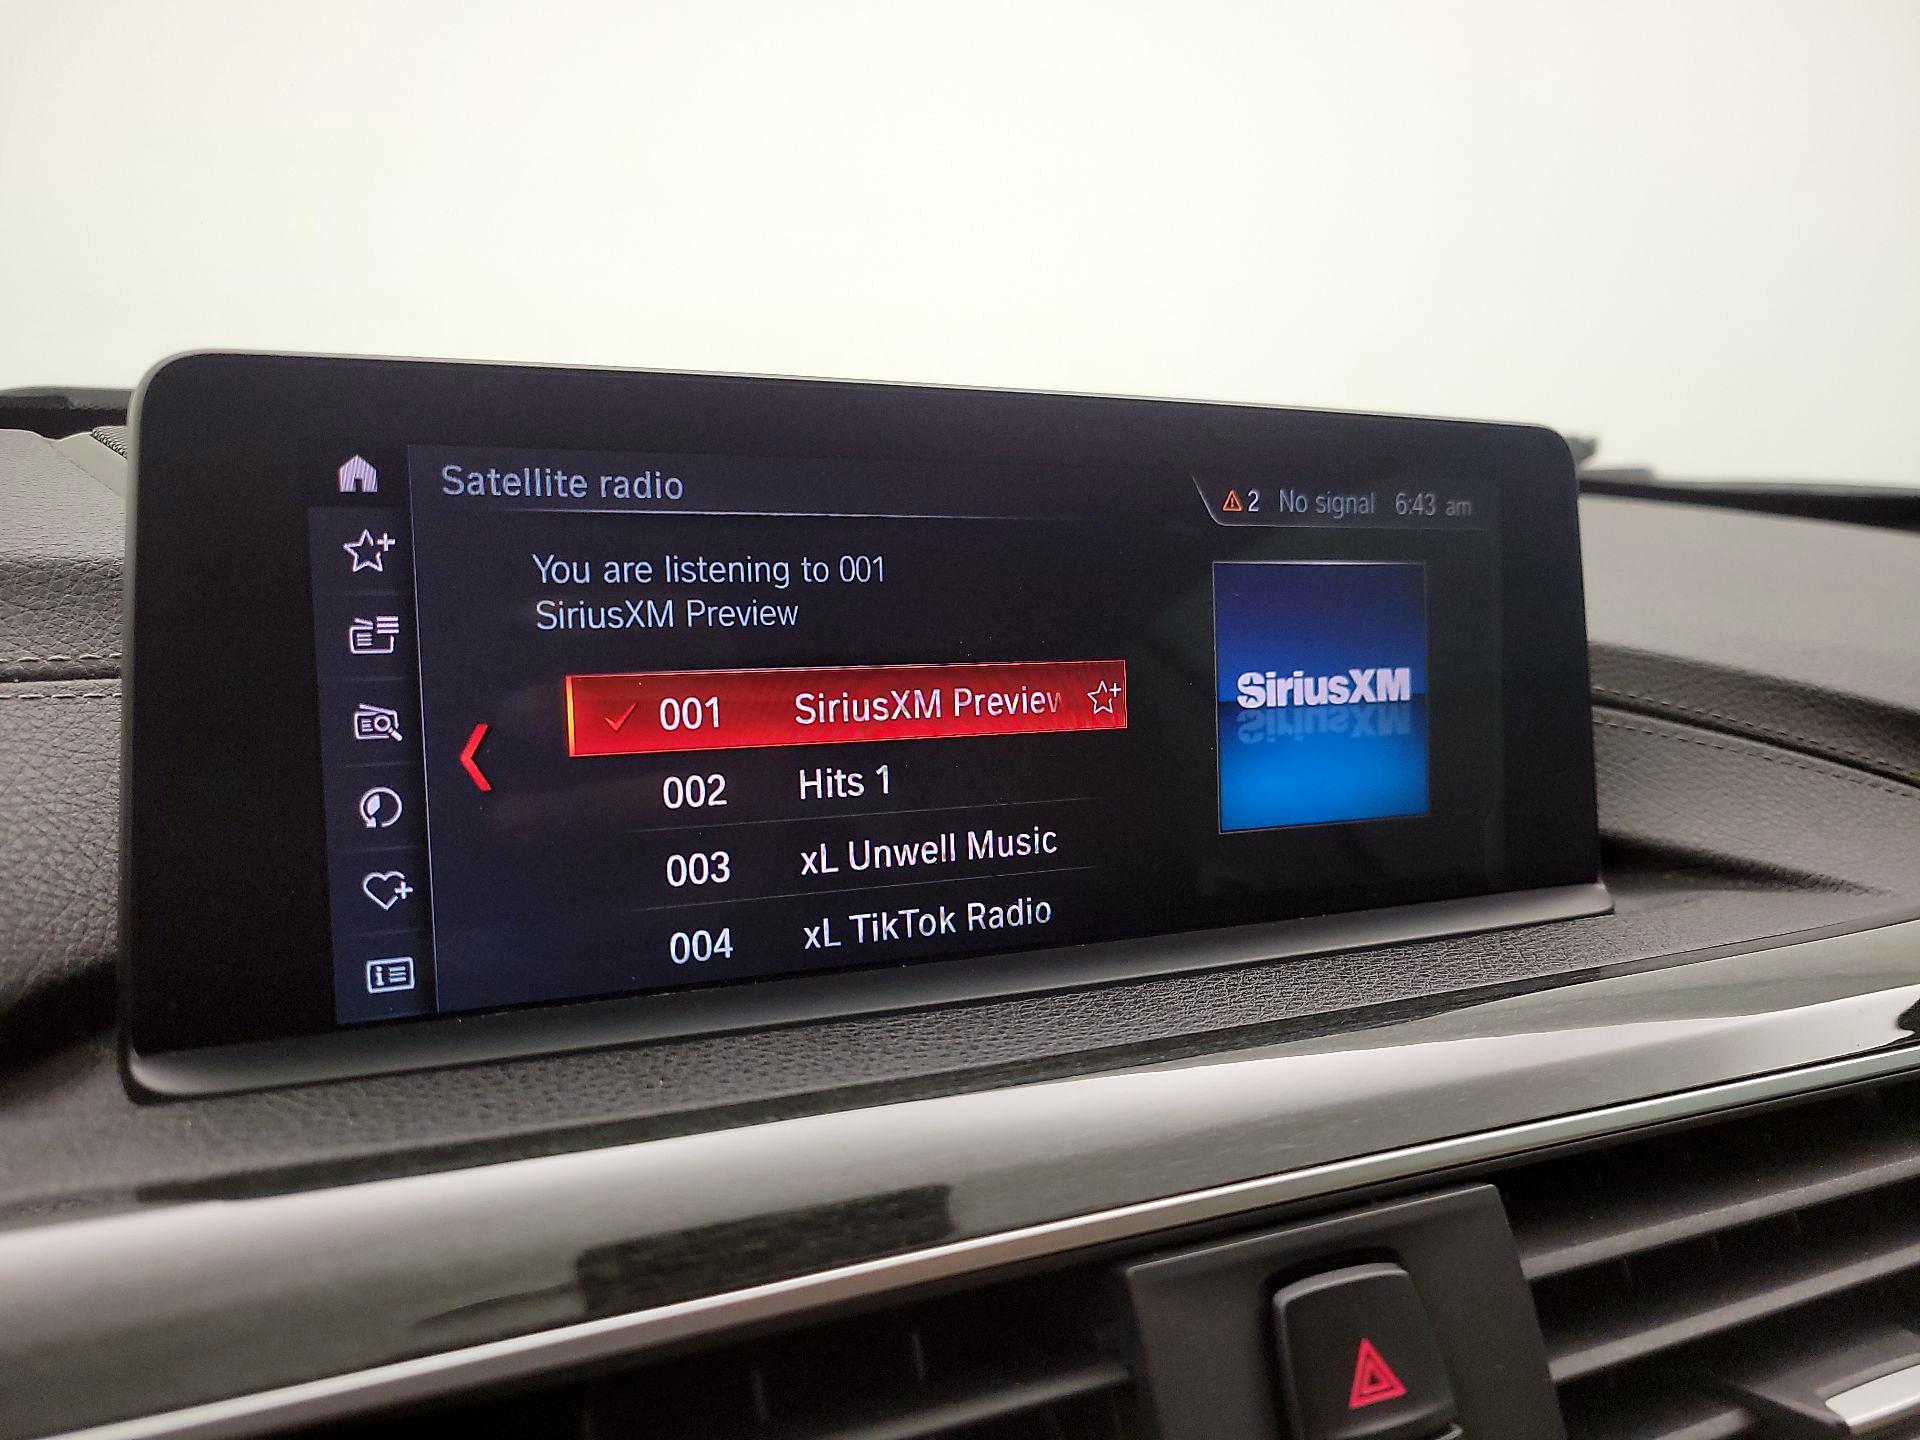 Satellite radio
2 No signal 6:43 am
You are listening to 001
SiriusXM Preview
001 SiriusXM Preview
002 Hits 1
003 xL Unwell Music
004 xL TikTok Radio
SiriusXM